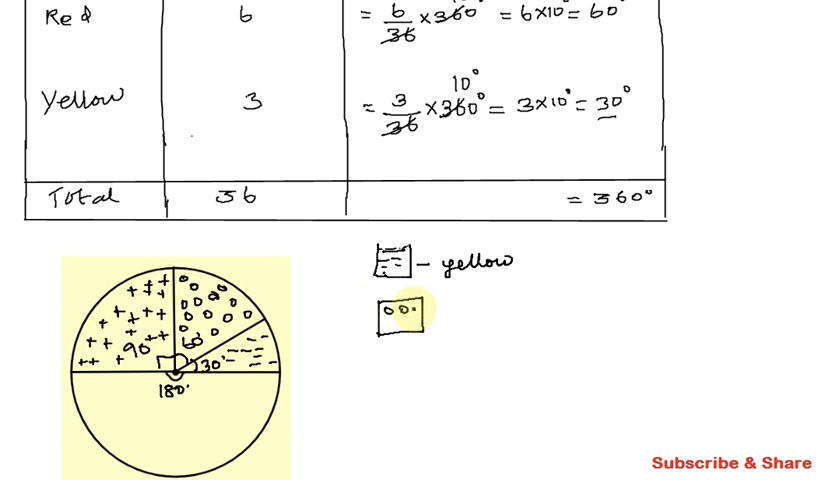 Red 6 = 6/36 × 360° = 6×10° = 60°
10°
Yellow 3 = 3/36 × 360° = 3×10° = 30°
Total 36 = 360°
– yellow
90
60°
30°
180°
Subscribe & Share